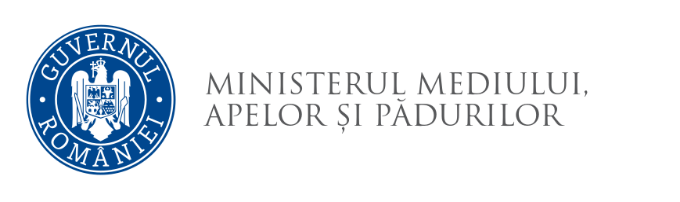 GUVERNUL
ROMÂNIEI
MINISTERUL MEDIULUI,
APELOR ȘI PĂDURILOR